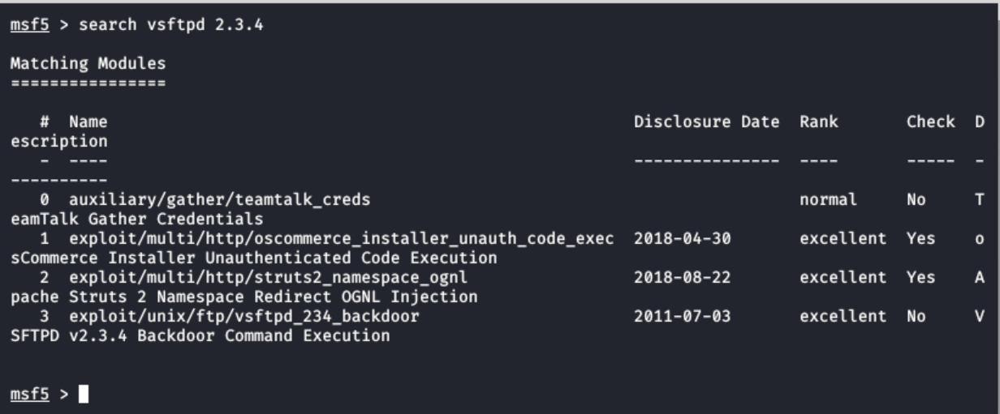 msf5 > search vsftpd 2.3.4
Matching Modules
================
# Name Disclosure Date Rank Check D
escription
- ---- --------------- ---- ----- -
----------
0 auxiliary/gather/teamtalk_creds normal No T
eamTalk Gather Credentials
1 exploit/multi/http/oscommerce_installer_unauth_code_exec 2018-04-30 excellent Yes o
sCommerce Installer Unauthenticated Code Execution
2 exploit/multi/http/struts2_namespace_ognl 2018-08-22 excellent Yes A
pache Struts 2 Namespace Redirect OGNL Injection
3 exploit/unix/ftp/vsftpd_234_backdoor 2011-07-03 excellent No V
SFTPD v2.3.4 Backdoor Command Execution
msf5 >